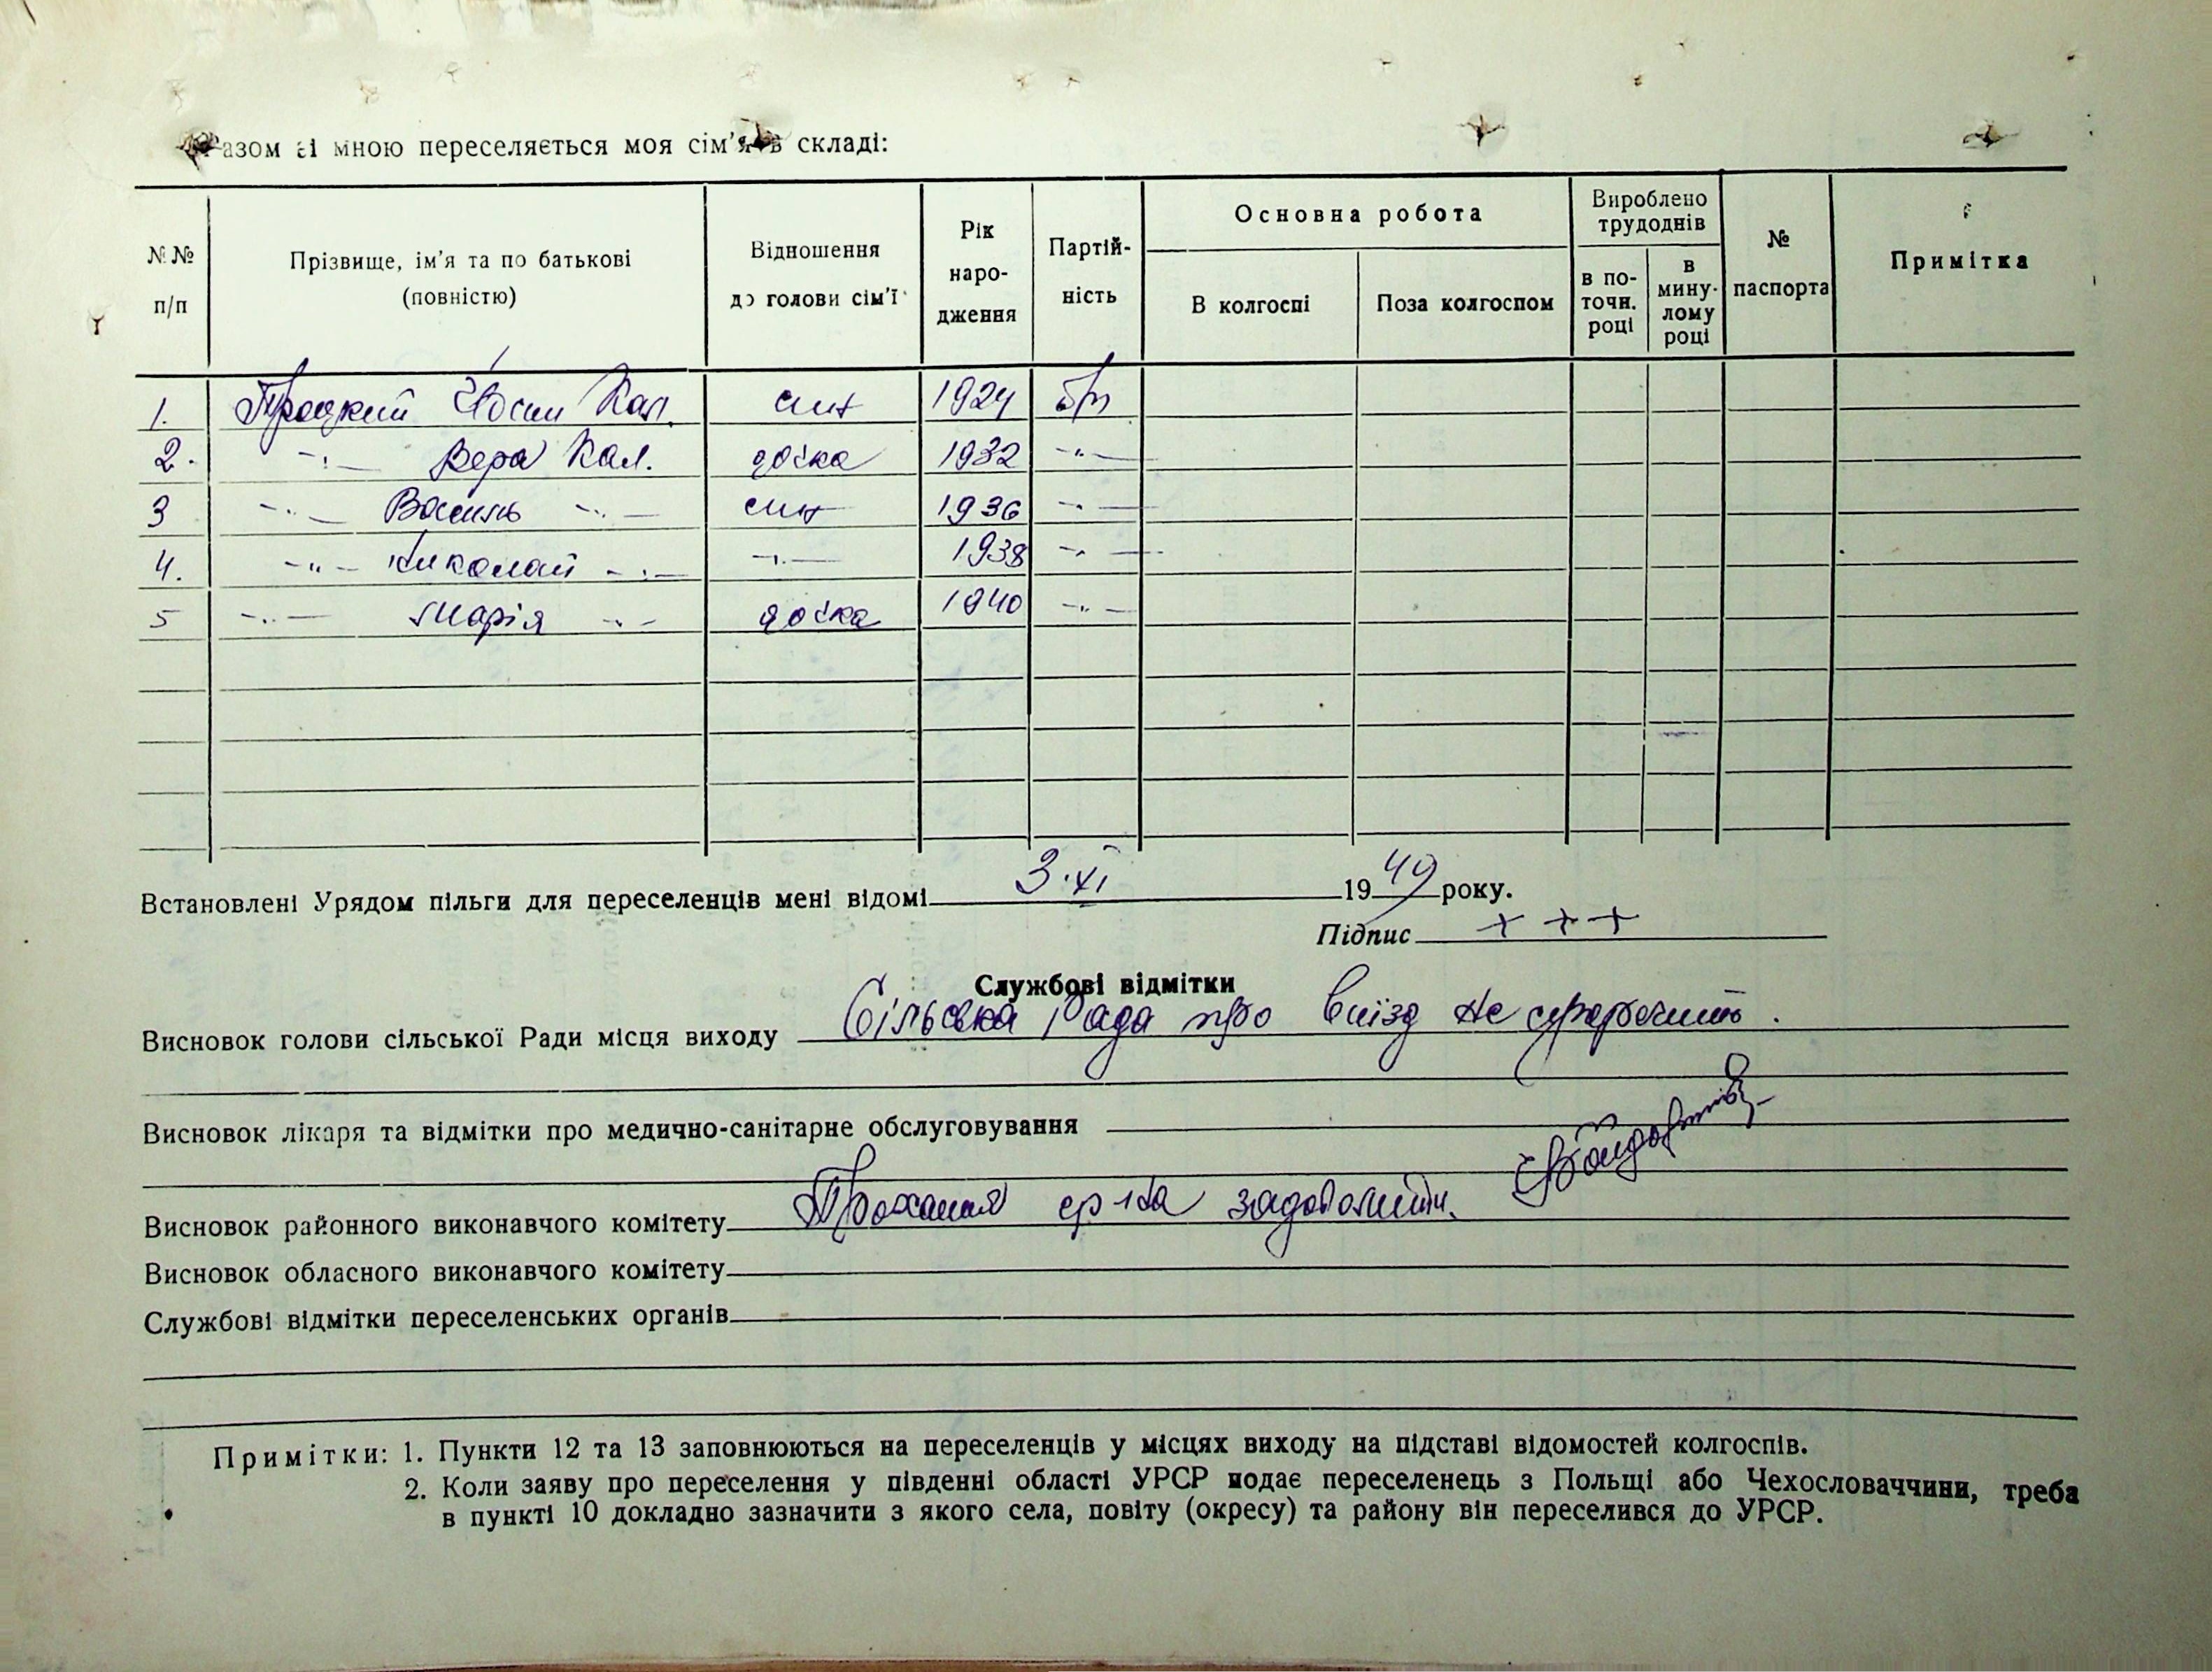 Разом зі мною переселяється моя сім'я в складі:
№№ п/п
Прізвище, ім'я та по батькові (повністю)
Відношення до голови сім'ї
Рік народження
Партійність
Основна робота
В колгоспі
Поза колгоспом
Вироблено трудоднів
в поточн. році
в минулому році
№ паспорта
Примітка
1. Троцкий Иосип Кал. син 1924 б/п
2. -"- Вера Кал. дочка 1932 -"-
3 -"- Василь -"- син 1936 -"-
4. -"- Николай -"- -"- 1938 -"-
5 -"- Марія -"- дочка 1940 -"-
Встановлені Урядом пільги для переселенців мені відомі 3.XI 1949 року.
Підпис + + +
Службові відмітки
Висновок голови сільської Ради місця виходу Сільська Рада про виїзд не
Висновок лікаря та відмітки про медично-санітарне обслуговування
Висновок районного виконавчого комітету Прохання гр-на задовольнити.
Висновок обласного виконавчого комітету
Службові відмітки переселенських органів
Примітки: 1. Пункти 12 та 13 заповнюються на переселенців у місцях виходу на підставі відомостей колгоспів.
2. Коли заяву про переселення у південні області УРСР подає переселенець з Польщі або Чехословаччини, треба
в пункті 10 докладно зазначити з якого села, повіту (окресу) та району він переселився до УРСР.